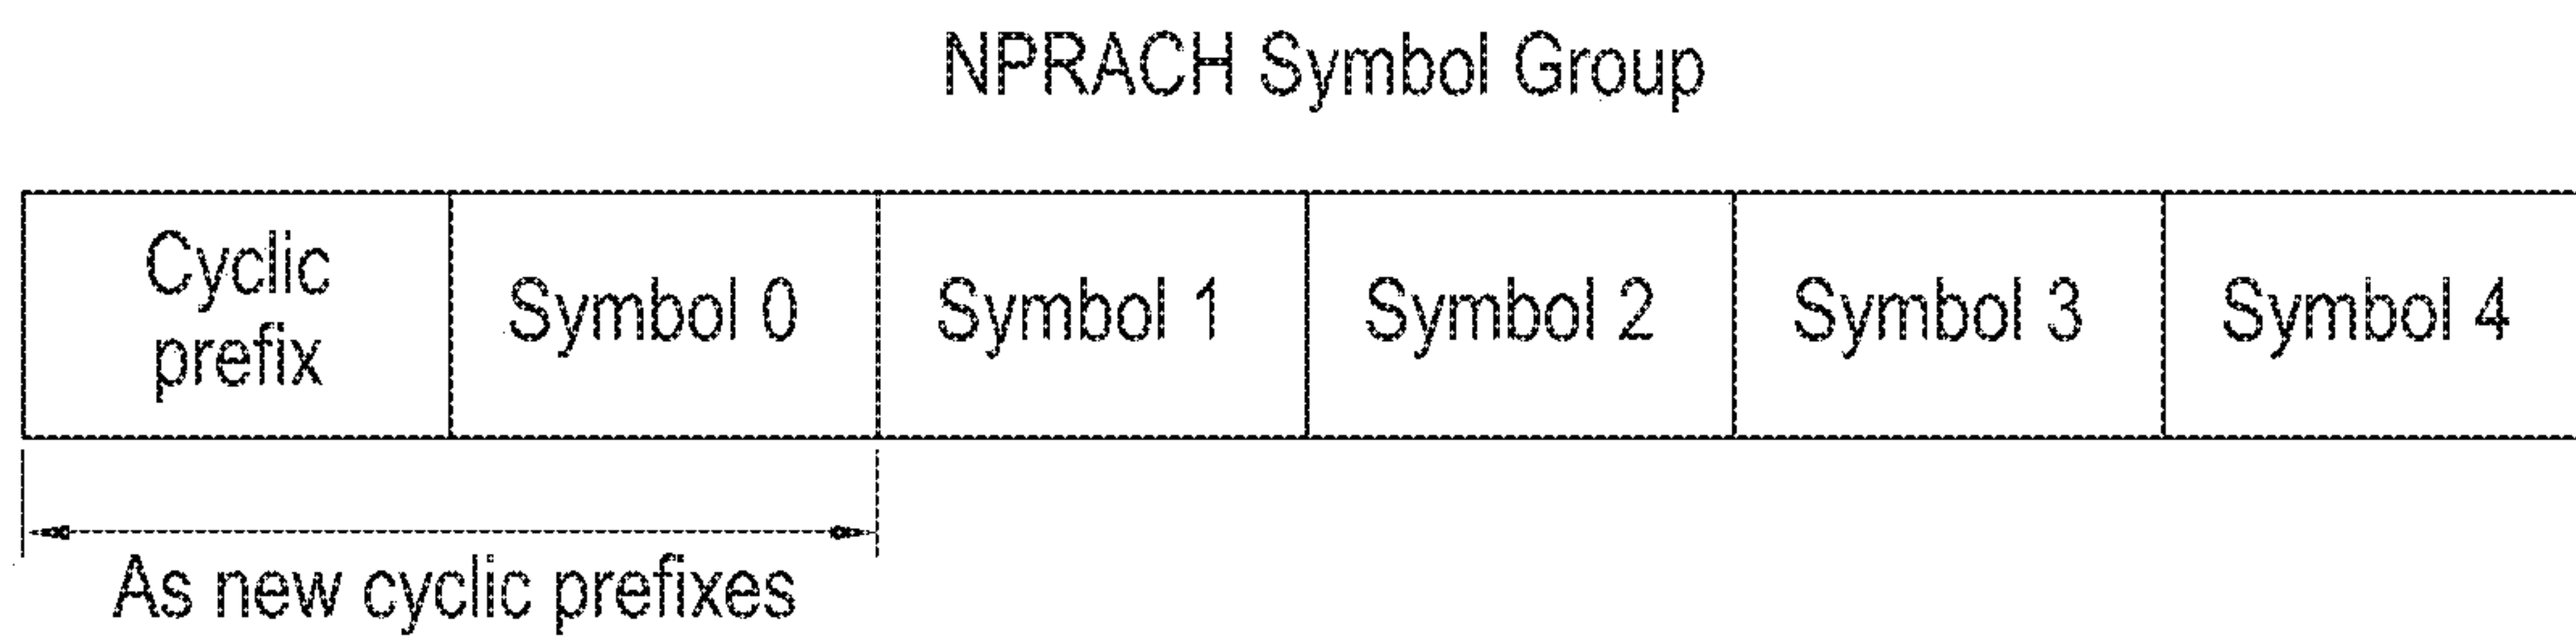 NPRACH Symbol Group
Cyclic
prefix
Symbol 0
Symbol 1
Symbol 2
Symbol 3
Symbol 4
As new cyclic prefixes